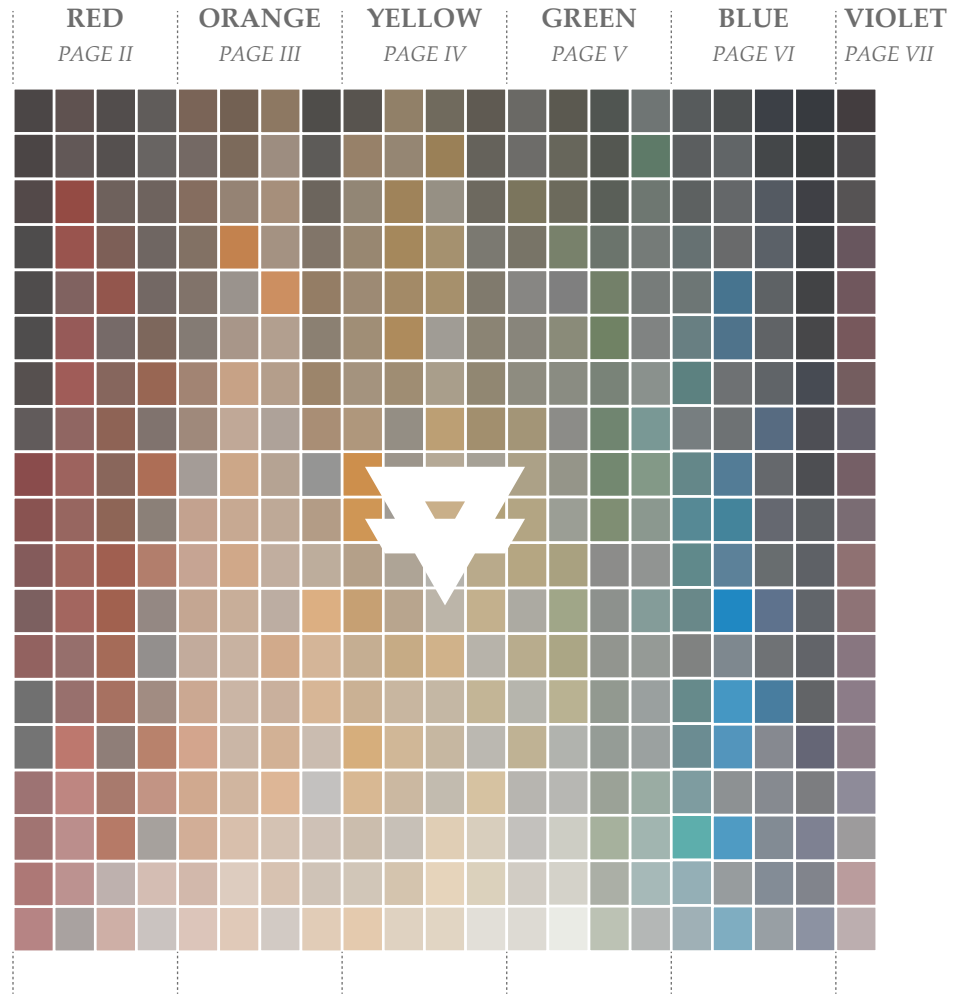 RED ORANGE YELLOW GREEN BLUE VIOLET
PAGE II PAGE III PAGE IV PAGE V PAGE VI PAGE VII